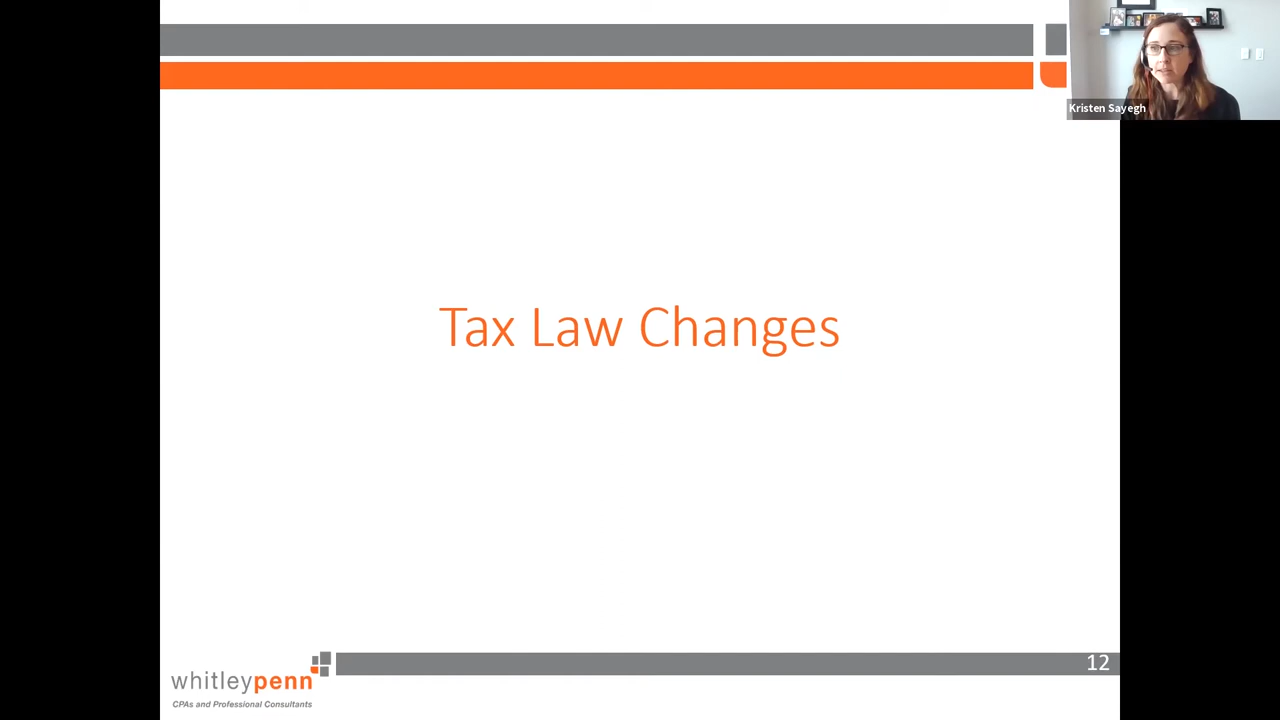 Kristen Sayegh
Tax Law Changes
12
whitleypenn
CPAs and Professional Consultants